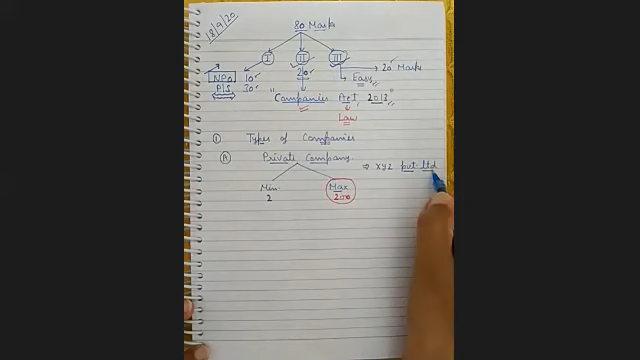 18/9/20
80 Marks
I II III
NPO 10
P/S 30
20
20 Marks
Easy
"Companies Act, 2013"
Law
① Types of Companies
Ⓐ Private Company ⇒ xyz pvt ltd
Min Max
2 200